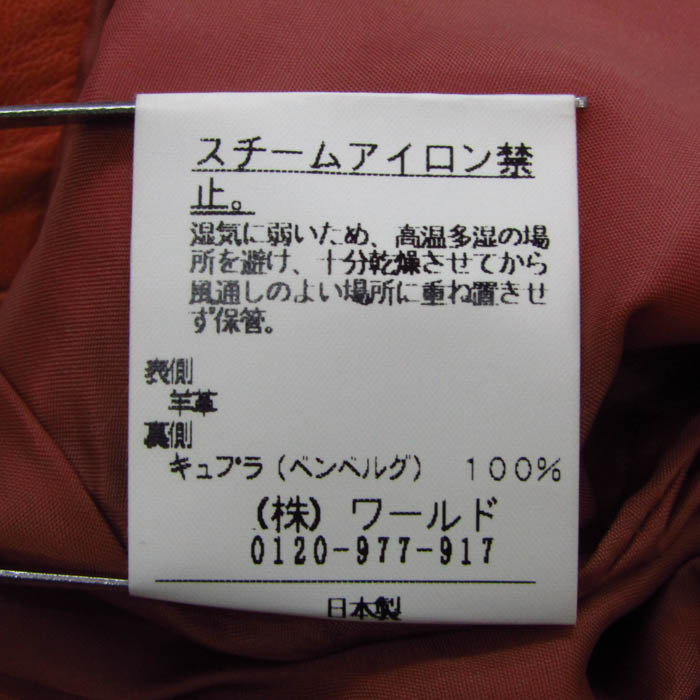 スチームアイロン禁
止。
湿気に弱いため、高温多湿の場
所を避け、十分乾燥させてから
風通しのよい場所に重ね置きせ
ず保管。
表側
羊革
裏側
キュプラ（ベンベルグ） 100%
（株）ワールド
0120-977-917
日本製